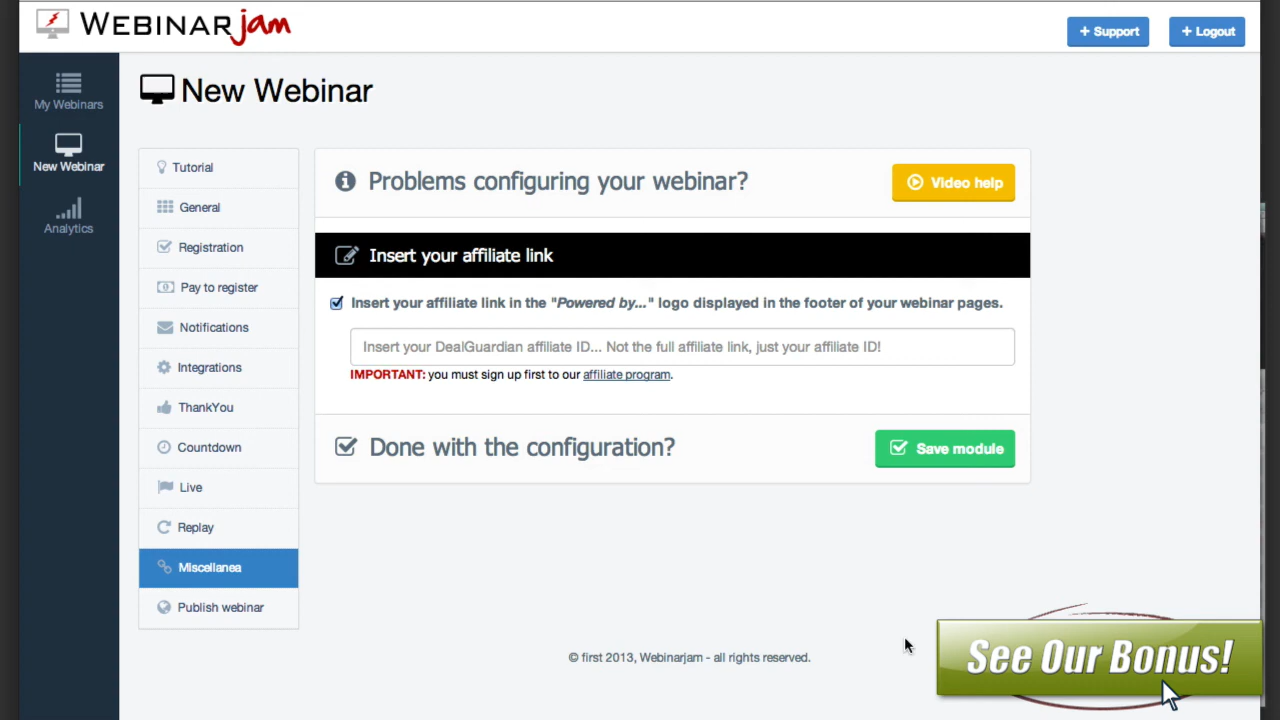 WEBINARjam
+ Support
+ Logout
My Webinars
New Webinar
Analytics
New Webinar
Tutorial
General
Registration
Pay to register
Notifications
Integrations
ThankYou
Countdown
Live
Replay
Miscellanea
Publish webinar
Problems configuring your webinar?
Video help
Insert your affiliate link
Insert your affiliate link in the "Powered by..." logo displayed in the footer of your webinar pages.
Insert your DealGuardian affiliate ID... Not the full affiliate link, just your affiliate ID!
IMPORTANT: you must sign up first to our affiliate program.
Done with the configuration?
Save module
© first 2013, Webinarjam - all rights reserved.
See Our Bonus!